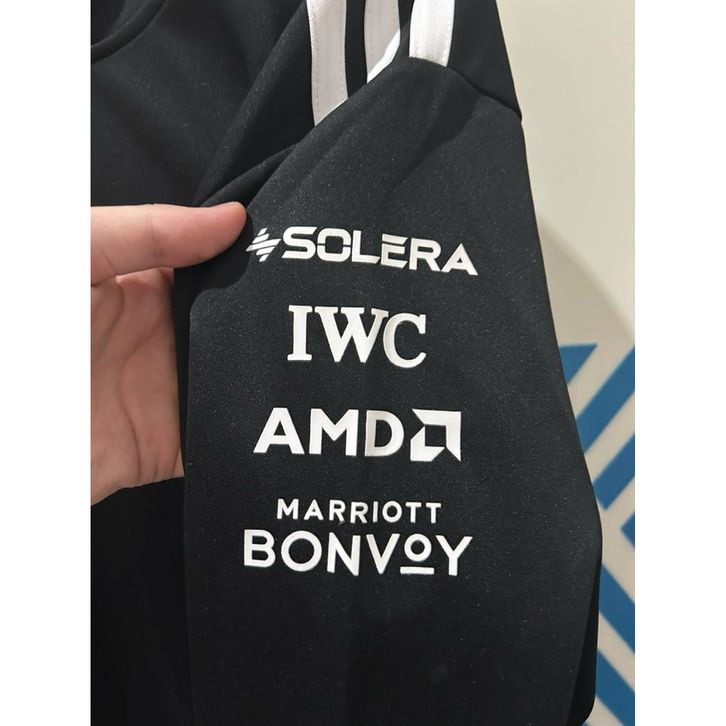 SOLERA
IWC
AMD
MARRIOTT
BONVOY